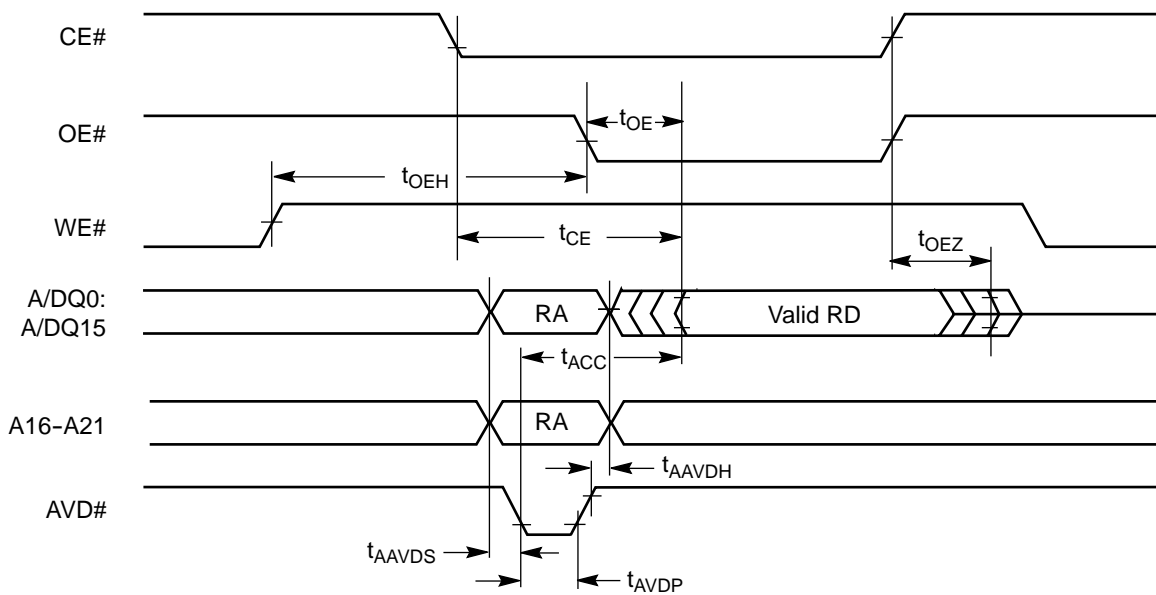 CE#
OE#
tOE
tOEH
WE#
tCE
tOEZ
A/DQ0:
A/DQ15
RA
Valid RD
tACC
A16–A21
RA
tAAVDH
AVD#
tAAVDS
tAVDP